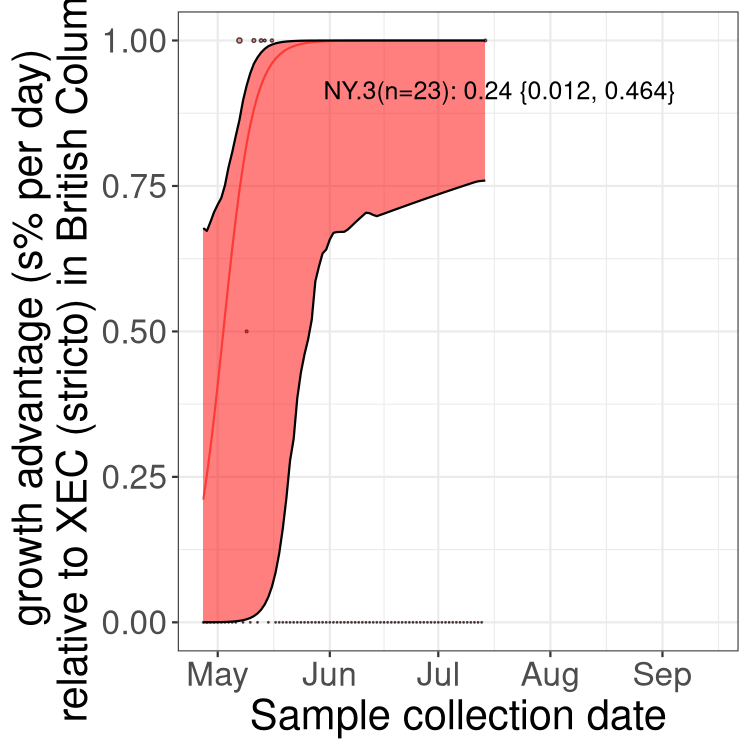 growth advantage (s% per day)
relative to XEC (stricto) in British Colum
1.00
0.75
0.50
0.25
0.00
NY.3(n=23): 0.24 {0.012, 0.464}
May Jun Jul Aug Sep
Sample collection date